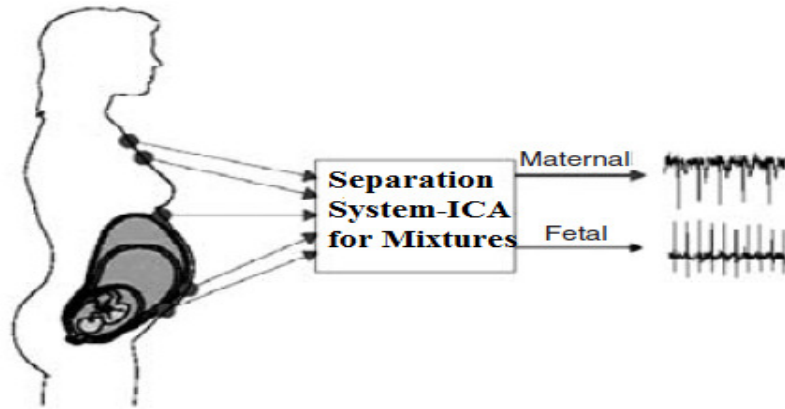 Separation
System-ICA
for Mixtures
Maternal
Fetal